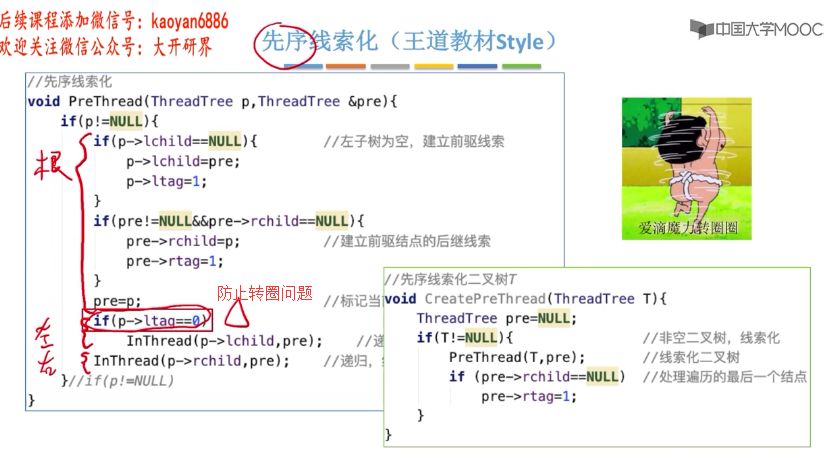 后续课程添加微信号：kaoyan6886
欢迎关注微信公众号：大开研界
中国大学MOOC
先序线索化（王道教材Style）
//先序线索化
void PreThread(ThreadTree p,ThreadTree &pre){
if(p!=NULL){
if(p->lchild==NULL){ //左子树为空，建立前驱线索
p->lchild=pre;
p->ltag=1;
}
if(pre!=NULL&&pre->rchild==NULL){
pre->rchild=p; //建立前驱结点的后继线索
pre->rtag=1;
}
pre=p; //标记当
if(p->ltag==0)
InThread(p->lchild,pre); //递
InThread(p->rchild,pre); //递归，
}//if(p!=NULL)
}
根
左
右
防止转圈问题
爱滴魔力转圈圈
//先序线索化二叉树T
void CreatePreThread(ThreadTree T){
ThreadTree pre=NULL;
if(T!=NULL){ //非空二叉树，线索化
PreThread(T,pre); //线索化二叉树
if (pre->rchild==NULL) //处理遍历的最后一个结点
pre->rtag=1;
}
}